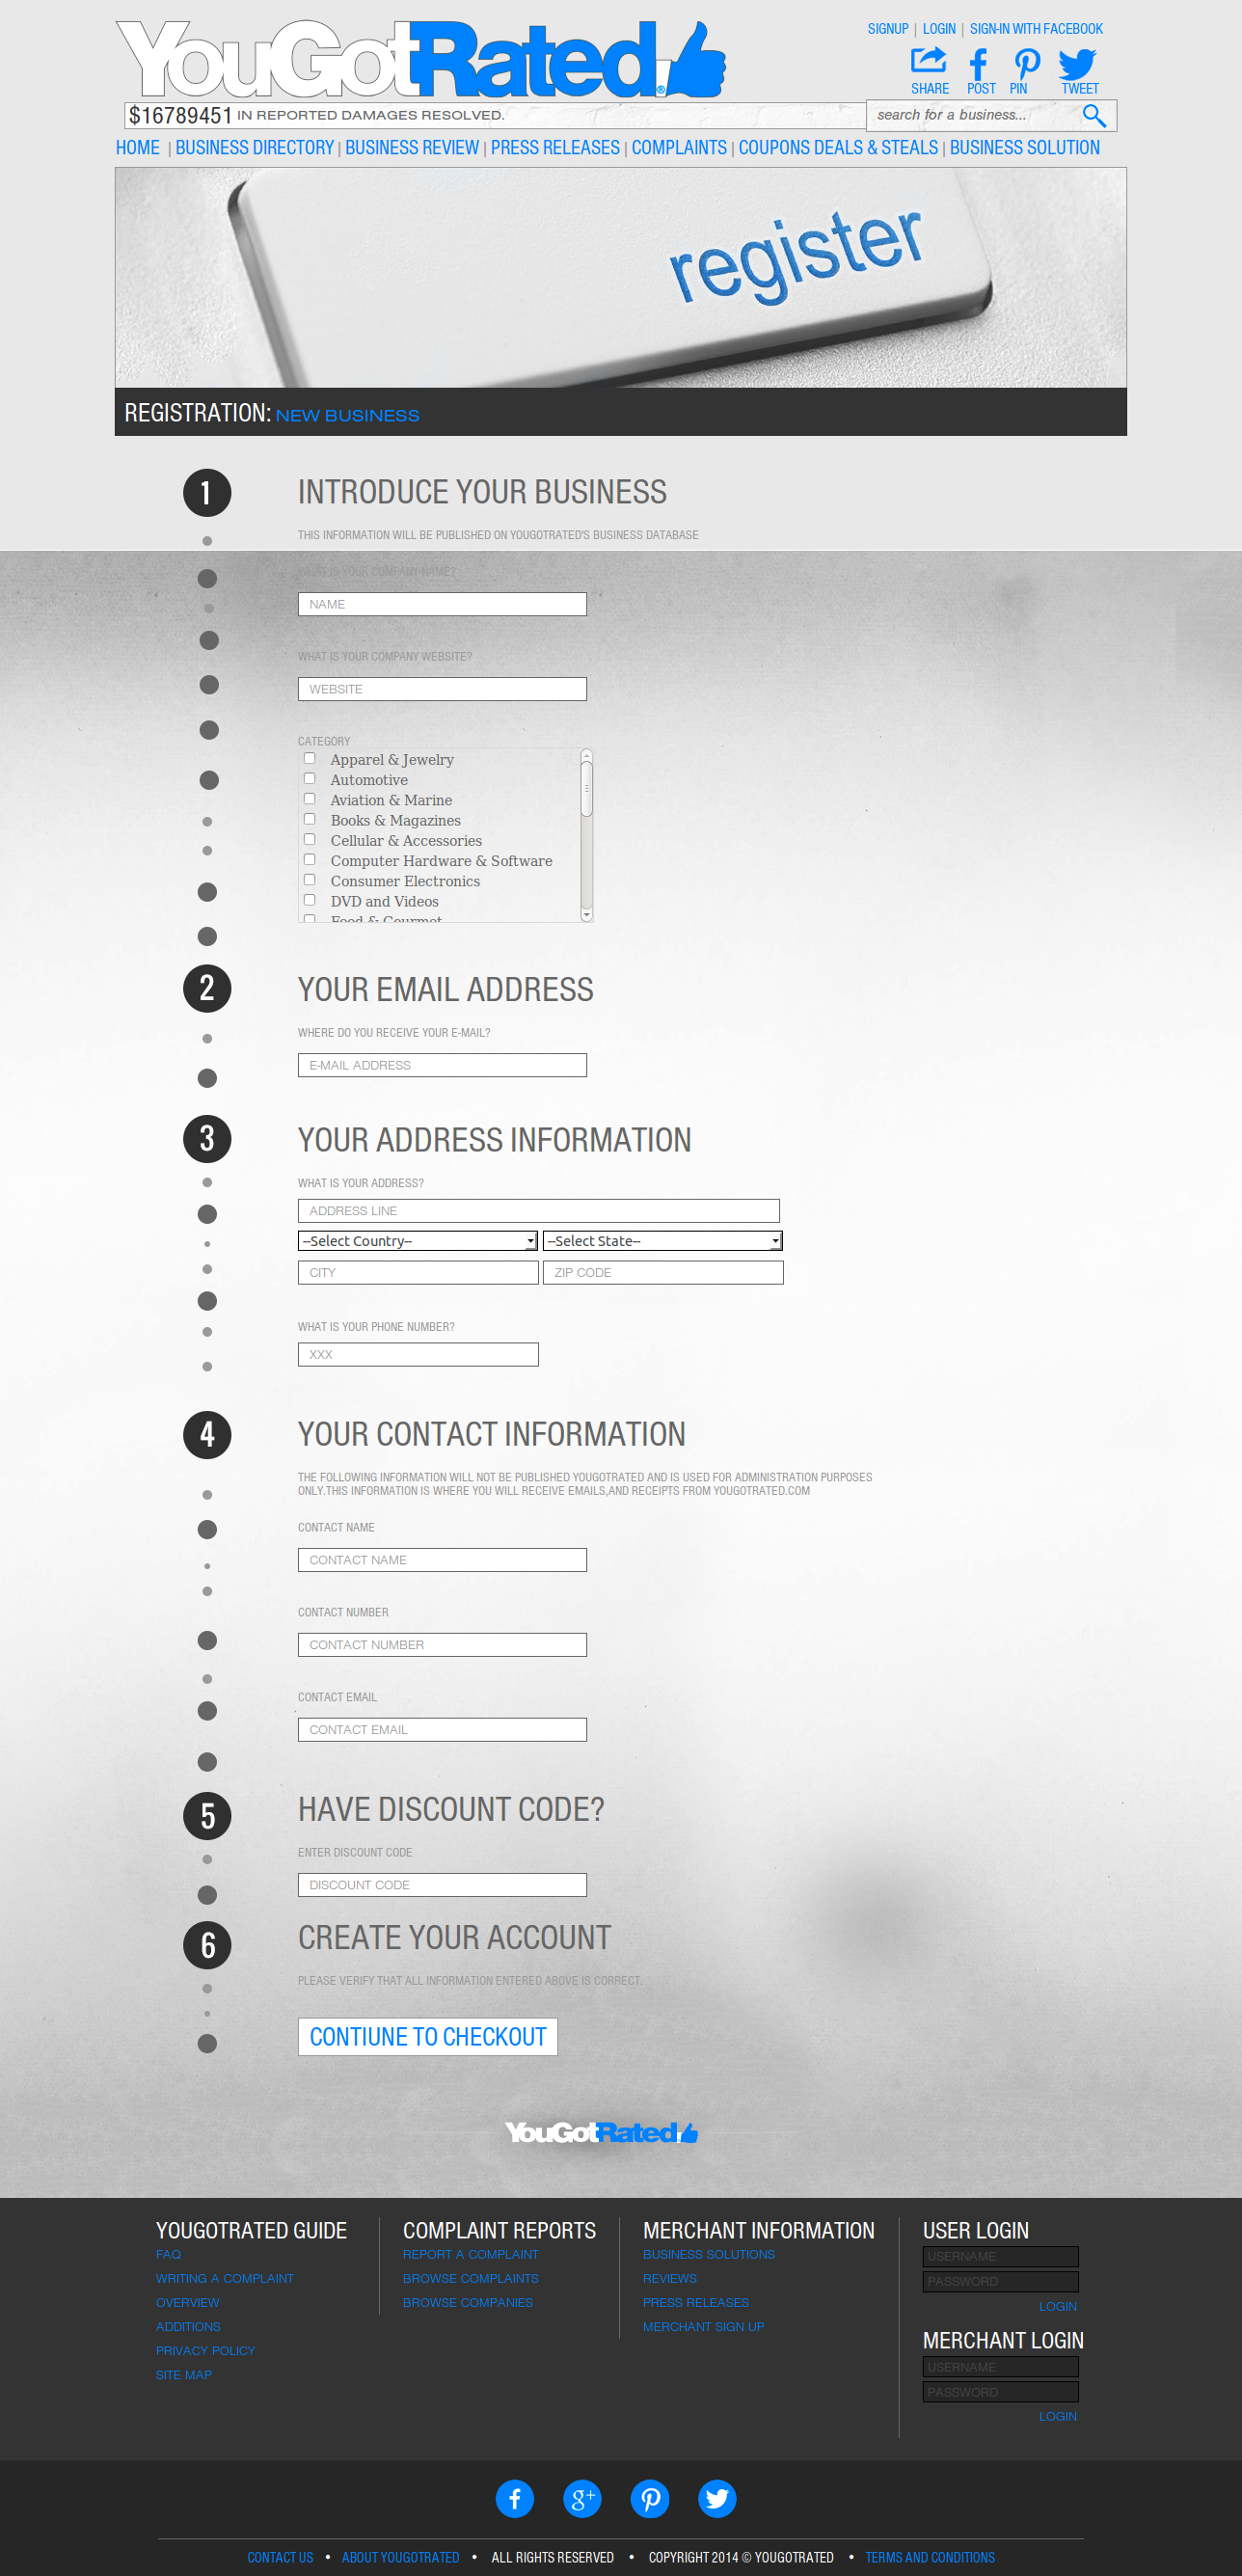 YouGotRated
SIGNUP | LOGIN | SIGN-IN WITH FACEBOOK
SHARE POST PIN TWEET
$16789451 IN REPORTED DAMAGES RESOLVED.
search for a business...
HOME | BUSINESS DIRECTORY | BUSINESS REVIEW | PRESS RELEASES | COMPLAINTS | COUPONS DEALS & STEALS | BUSINESS SOLUTION
register
REGISTRATION: NEW BUSINESS
1 INTRODUCE YOUR BUSINESS
THIS INFORMATION WILL BE PUBLISHED ON YOUGOTRATED'S BUSINESS DATABASE
WHAT IS YOUR COMPANY NAME?
NAME
WHAT IS YOUR COMPANY WEBSITE?
WEBSITE
CATEGORY
Apparel & Jewelry
Automotive
Aviation & Marine
Books & Magazines
Cellular & Accessories
Computer Hardware & Software
Consumer Electronics
DVD and Videos
Food & Gourmet
2 YOUR EMAIL ADDRESS
WHERE DO YOU RECEIVE YOUR E-MAIL?
E-MAIL ADDRESS
3 YOUR ADDRESS INFORMATION
WHAT IS YOUR ADDRESS?
ADDRESS LINE
--Select Country-- --Select State--
CITY ZIP CODE
WHAT IS YOUR PHONE NUMBER?
XXX
4 YOUR CONTACT INFORMATION
THE FOLLOWING INFORMATION WILL NOT BE PUBLISHED YOUGOTRATED AND IS USED FOR ADMINISTRATION PURPOSES
ONLY.THIS INFORMATION IS WHERE YOU WILL RECEIVE EMAILS,AND RECEIPTS FROM YOUGOTRATED.COM
CONTACT NAME
CONTACT NAME
CONTACT NUMBER
CONTACT NUMBER
CONTACT EMAIL
CONTACT EMAIL
5 HAVE DISCOUNT CODE?
ENTER DISCOUNT CODE
DISCOUNT CODE
6 CREATE YOUR ACCOUNT
PLEASE VERIFY THAT ALL INFORMATION ENTERED ABOVE IS CORRECT.
CONTIUNE TO CHECKOUT
YouGotRated
YOUGOTRATED GUIDE
FAQ
WRITING A COMPLAINT
OVERVIEW
ADDITIONS
PRIVACY POLICY
SITE MAP
COMPLAINT REPORTS
REPORT A COMPLAINT
BROWSE COMPLAINTS
BROWSE COMPANIES
MERCHANT INFORMATION
BUSINESS SOLUTIONS
REVIEWS
PRESS RELEASES
MERCHANT SIGN UP
USER LOGIN
USERNAME
PASSWORD
LOGIN
MERCHANT LOGIN
USERNAME
PASSWORD
LOGIN
CONTACT US • ABOUT YOUGOTRATED • ALL RIGHTS RESERVED • COPYRIGHT 2014 © YOUGOTRATED • TERMS AND CONDITIONS